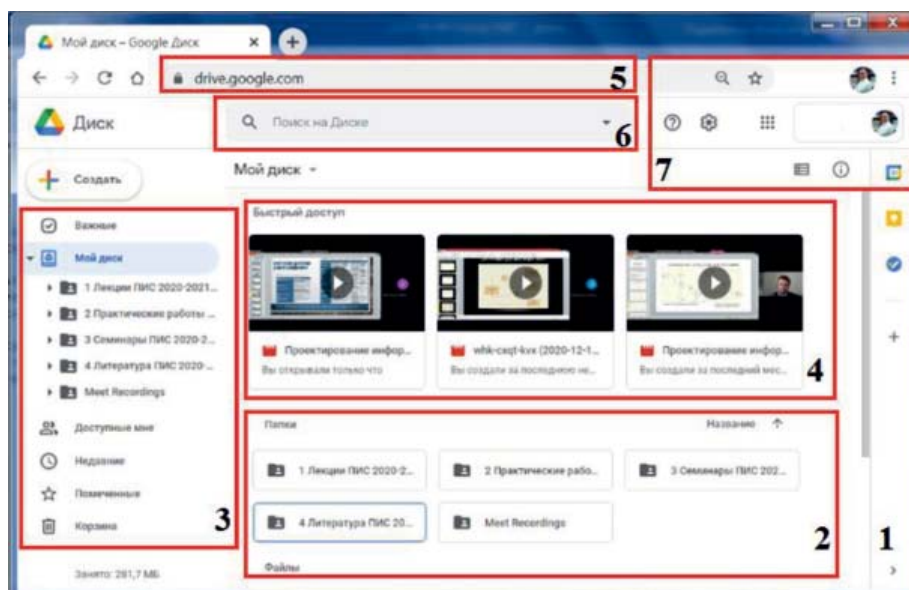 Мой диск – Google Диск
drive.google.com
5
Диск
Поиск на Диске
6
7
Создать
Мой диск
Важные
Мой диск
1 Лекции ПИС 2020-2021...
2 Практические работы ...
3 Семинары ПИС 2020-2...
4 Литература ПИС 2020-...
Meet Recordings
Доступные мне
Недавние
Помеченные
Корзина
3
Занято: 281,7 МБ
Быстрый доступ
Проектирование инфор...
Вы открывали только что
whk-cxqt-kvx (2020-12-1...
Вы создали за последнюю не...
Проектирование инфор...
Вы создали за последний мес...
4
Папки
Название
1 Лекции ПИС 2020-2...
2 Практические рабо...
3 Семинары ПИС 202...
4 Литература ПИС 20...
Meet Recordings
2
Файлы
1